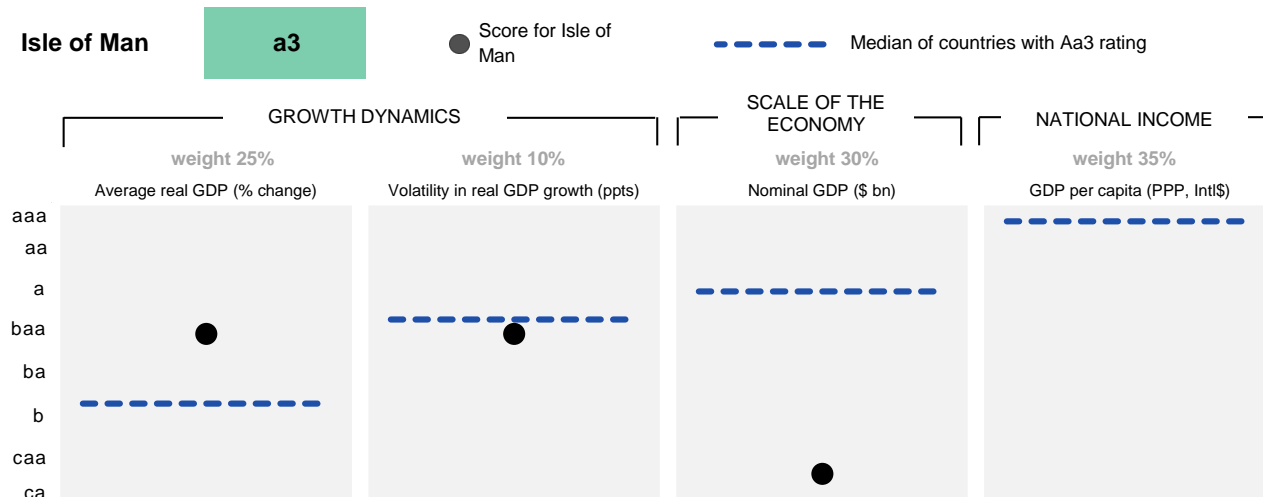 Isle of Man
a3
Score for Isle of
Man
Median of countries with Aa3 rating
GROWTH DYNAMICS
SCALE OF THE
ECONOMY
NATIONAL INCOME
weight 25%
weight 10%
weight 30%
weight 35%
Average real GDP (% change)
Volatility in real GDP growth (ppts)
Nominal GDP ($ bn)
GDP per capita (PPP, Intl$)
aaa
aa
a
baa
ba
b
caa
ca